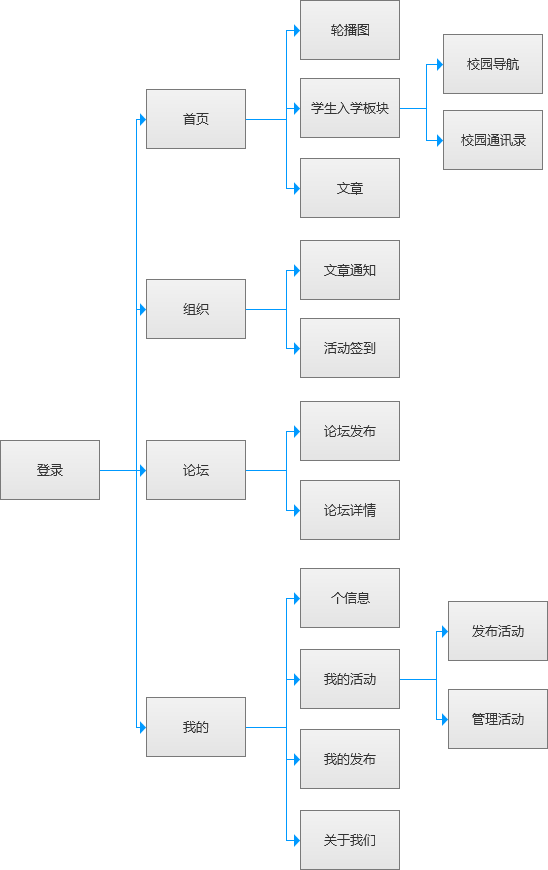 登录
首页
轮播图
学生入学板块
校园导航
校园通讯录
文章
组织
文章通知
活动签到
论坛
论坛发布
论坛详情
我的
个信息
我的活动
发布活动
管理活动
我的发布
关于我们